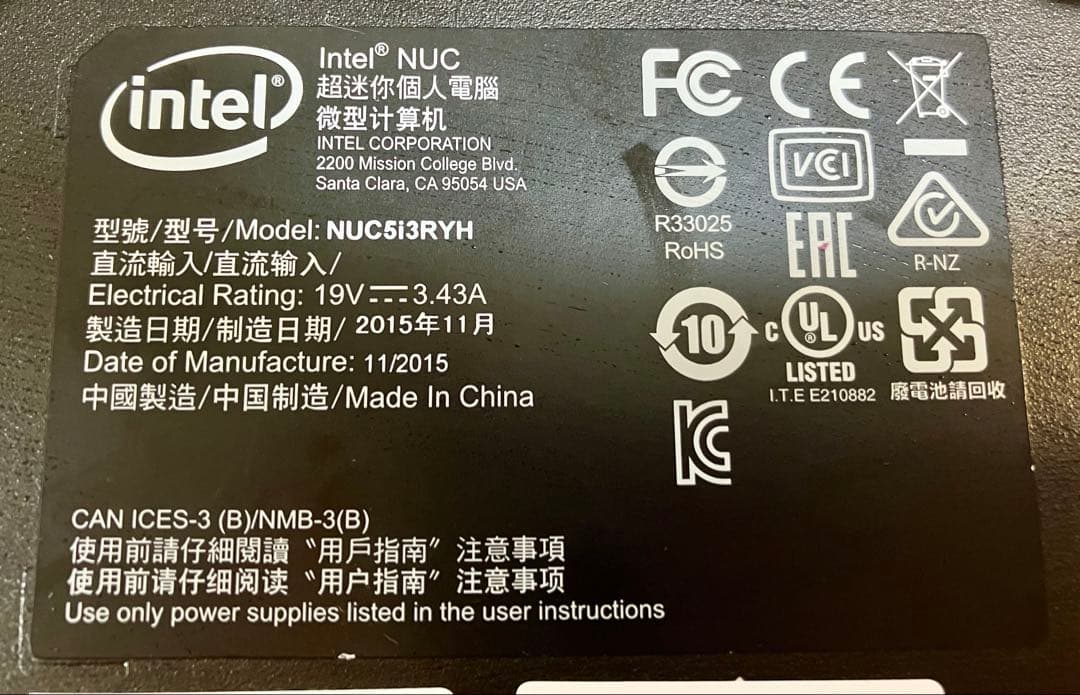 intel®
Intel® NUC
超迷你個人電腦
微型计算机
INTEL CORPORATION
2200 Mission College Blvd.
Santa Clara, CA 95054 USA
型號/型号/Model: NUC5i3RYH
直流輸入/直流输入/
Electrical Rating: 19V⎓3.43A
製造日期/制造日期/ 2015年11月
Date of Manufacture: 11/2015
中國製造/中国制造/Made In China
FC CE
R33025
RoHS
VCI
EAC
R-NZ
10
C UL® US
LISTED
I.T.E E210882
廢電池請回收
KC
CAN ICES-3 (B)/NMB-3(B)
使用前請仔細閱讀〝用戶指南〞注意事項
使用前请仔细阅读〝用户指南〞注意事项
Use only power supplies listed in the user instructions